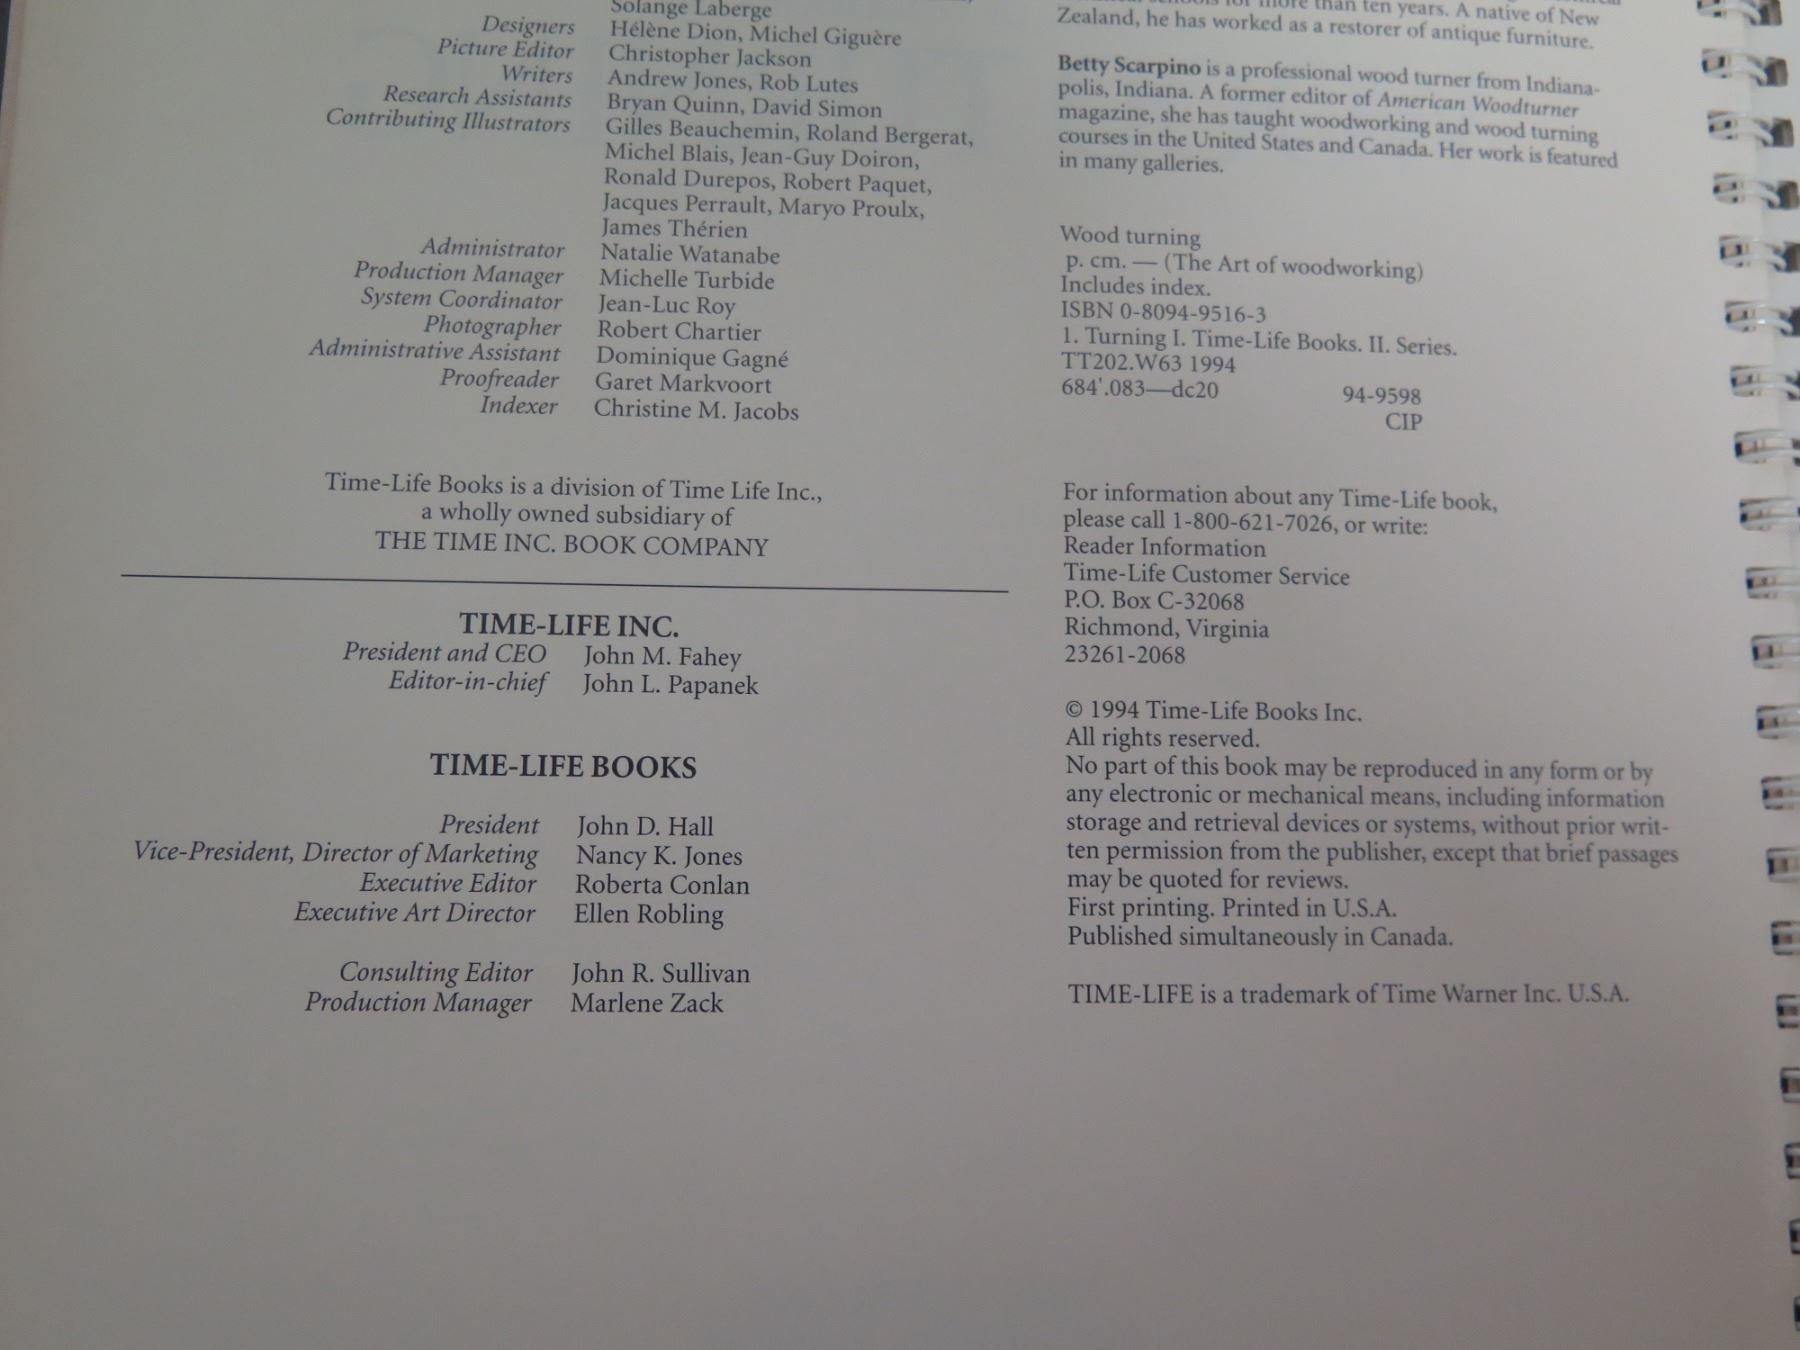 Solange Laberge
Designers Hélène Dion, Michel Giguère
Picture Editor Christopher Jackson
Writers Andrew Jones, Rob Lutes
Research Assistants Bryan Quinn, David Simon
Contributing Illustrators Gilles Beauchemin, Roland Bergerat,
Michel Blais, Jean-Guy Doiron,
Ronald Durepos, Robert Paquet,
Jacques Perrault, Maryo Proulx,
James Thérien
Administrator Natalie Watanabe
Production Manager Michelle Turbide
System Coordinator Jean-Luc Roy
Photographer Robert Chartier
Administrative Assistant Dominique Gagné
Proofreader Garet Markvoort
Indexer Christine M. Jacobs
Time-Life Books is a division of Time Life Inc.,
a wholly owned subsidiary of
THE TIME INC. BOOK COMPANY
TIME-LIFE INC.
President and CEO John M. Fahey
Editor-in-chief John L. Papanek
TIME-LIFE BOOKS
President John D. Hall
Vice-President, Director of Marketing Nancy K. Jones
Executive Editor Roberta Conlan
Executive Art Director Ellen Robling
Consulting Editor John R. Sullivan
Production Manager Marlene Zack
than ten years. A native of New
Zealand, he has worked as a restorer of antique furniture.
Betty Scarpino is a professional wood turner from Indiana-
polis, Indiana. A former editor of American Woodturner
magazine, she has taught woodworking and wood turning
courses in the United States and Canada. Her work is featured
in many galleries.
Wood turning
p. cm. — (The Art of woodworking)
Includes index.
ISBN 0-8094-9516-3
1. Turning I. Time-Life Books. II. Series.
TT202.W63 1994
684'.083—dc20 94-9598
CIP
For information about any Time-Life book,
please call 1-800-621-7026, or write:
Reader Information
Time-Life Customer Service
P.O. Box C-32068
Richmond, Virginia
23261-2068
© 1994 Time-Life Books Inc.
All rights reserved.
No part of this book may be reproduced in any form or by
any electronic or mechanical means, including information
storage and retrieval devices or systems, without prior writ-
ten permission from the publisher, except that brief passages
may be quoted for reviews.
First printing. Printed in U.S.A.
Published simultaneously in Canada.
TIME-LIFE is a trademark of Time Warner Inc. U.S.A.